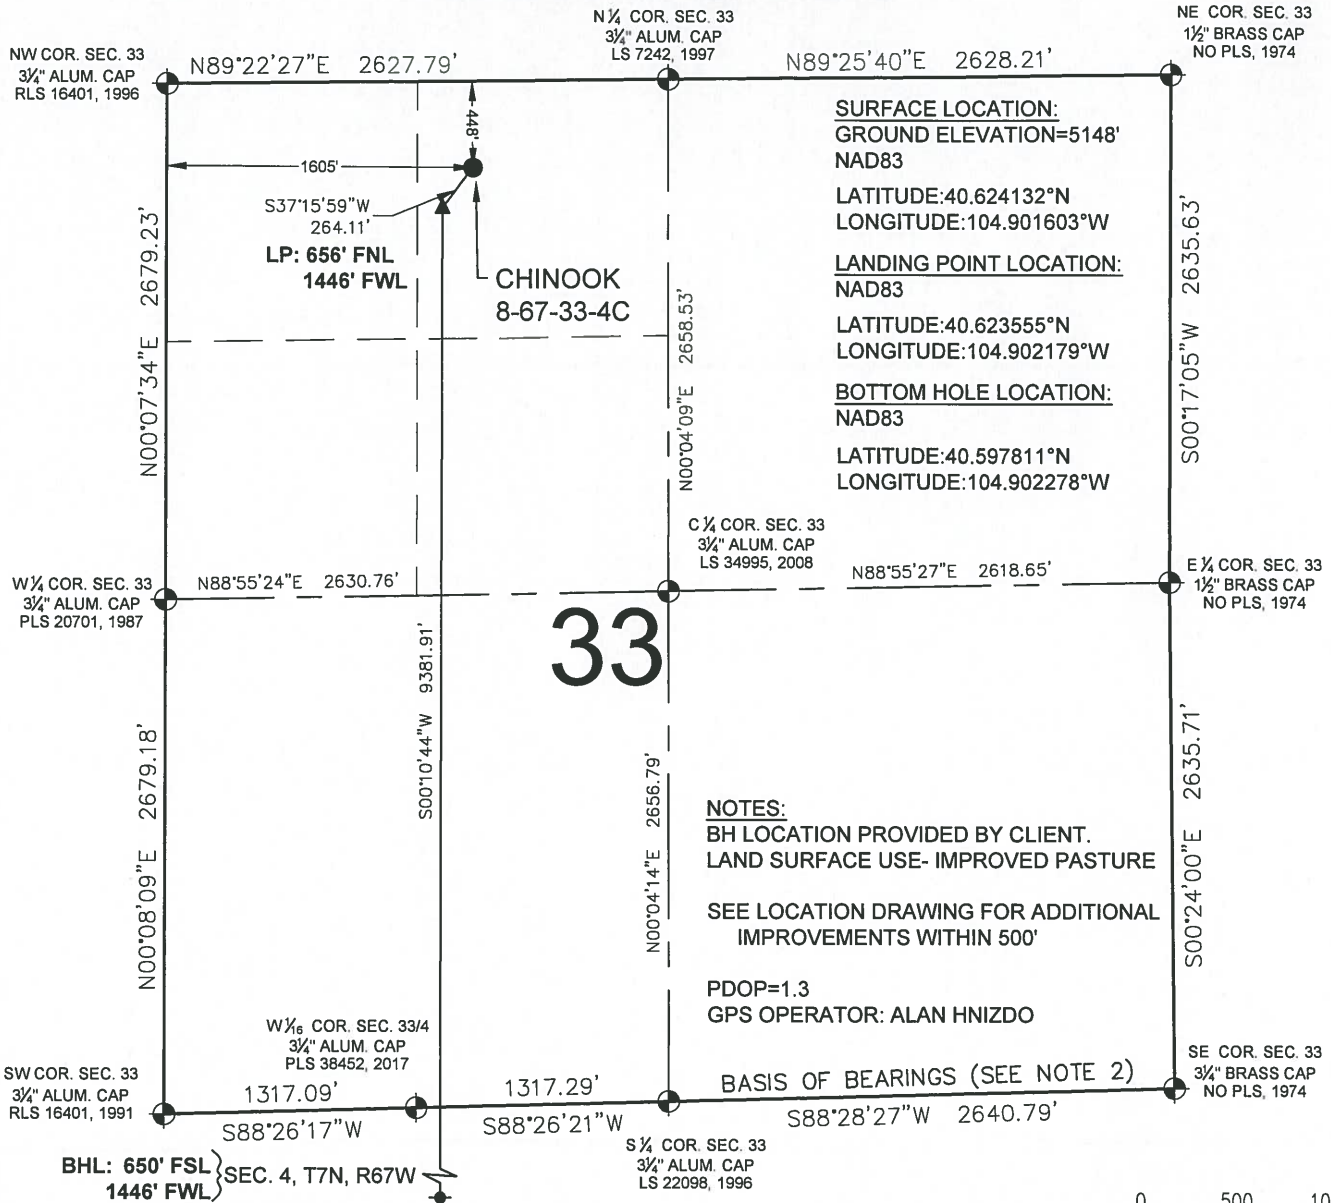 N¼ COR. SEC. 33
3¼" ALUM. CAP
LS 7242, 1997
NE COR. SEC. 33
1½" BRASS CAP
NO PLS, 1974
NW COR. SEC. 33
3¼" ALUM. CAP
RLS 16401, 1996
N89°22'27"E 2627.79'
N89°25'40"E 2628.21'
448'
1605'
S37°15'59"W
264.11'
LP: 656' FNL
1446' FWL
CHINOOK
8-67-33-4C
SURFACE LOCATION:
GROUND ELEVATION=5148'
NAD83
LATITUDE:40.624132°N
LONGITUDE:104.901603°W
LANDING POINT LOCATION:
NAD83
LATITUDE:40.623555°N
LONGITUDE:104.902179°W
BOTTOM HOLE LOCATION:
NAD83
LATITUDE:40.597811°N
LONGITUDE:104.902278°W
N00°07'34"E 2679.23'
N00°04'09"E 2658.53'
S00°17'05"W 2635.63'
C¼ COR. SEC. 33
3¼" ALUM. CAP
LS 34995, 2008
W¼ COR. SEC. 33
3¼" ALUM. CAP
PLS 20701, 1987
N88°55'24"E 2630.76'
N88°55'27"E 2618.65'
E¼ COR. SEC. 33
1½" BRASS CAP
NO PLS, 1974
33
N00°08'09"E 2679.18'
S00°10'44"W 9381.91'
N00°04'14"E 2656.79'
S00°24'00"E 2635.71'
NOTES:
BH LOCATION PROVIDED BY CLIENT.
LAND SURFACE USE- IMPROVED PASTURE
SEE LOCATION DRAWING FOR ADDITIONAL
IMPROVEMENTS WITHIN 500'
PDOP=1.3
GPS OPERATOR: ALAN HNIZDO
W⅟16 COR. SEC. 33/4
3¼" ALUM. CAP
PLS 38452, 2017
SW COR. SEC. 33
3¼" ALUM. CAP
RLS 16401, 1991
1317.09'
S88°26'17"W
1317.29'
S88°26'21"W
BASIS OF BEARINGS (SEE NOTE 2)
S88°28'27"W 2640.79'
SE COR. SEC. 33
3¼" BRASS CAP
NO PLS, 1974
S¼ COR. SEC. 33
3¼" ALUM. CAP
LS 22098, 1996
BHL: 650' FSL
1446' FWL
SEC. 4, T7N, R67W
0 500 10